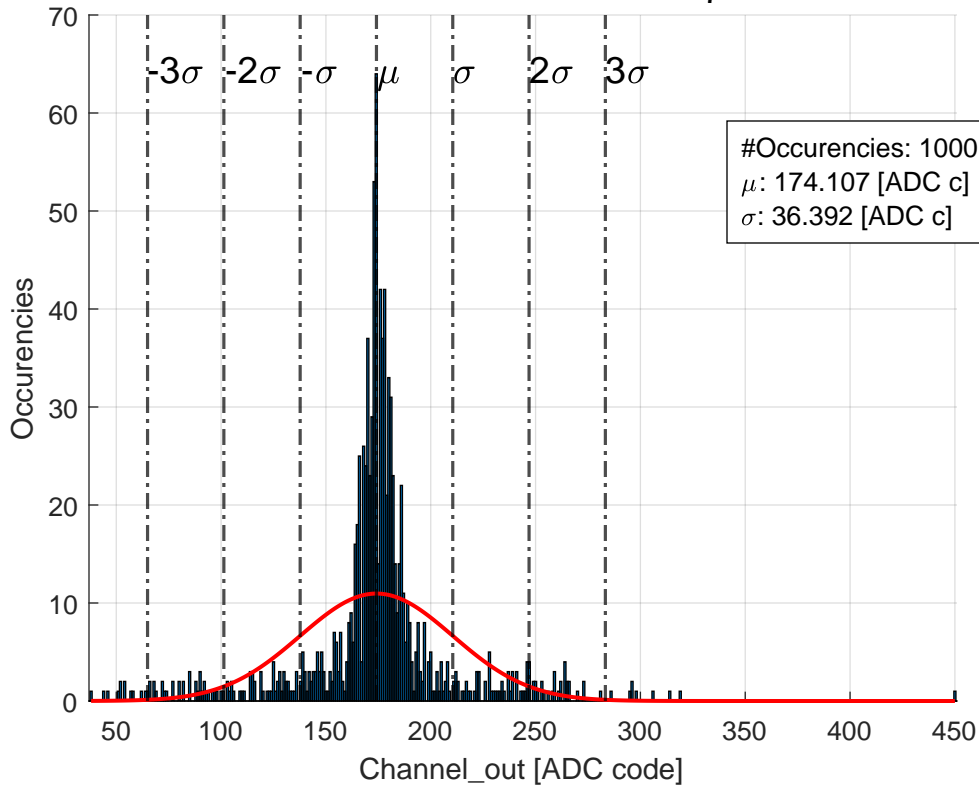 70
60
50
40
30
20
10
0
Occurencies
-3σ -2σ -σ μ σ 2σ 3σ
#Occurencies: 1000
μ: 174.107 [ADC c]
σ: 36.392 [ADC c]
50 100 150 200 250 300 350 400 450
Channel_out [ADC code]